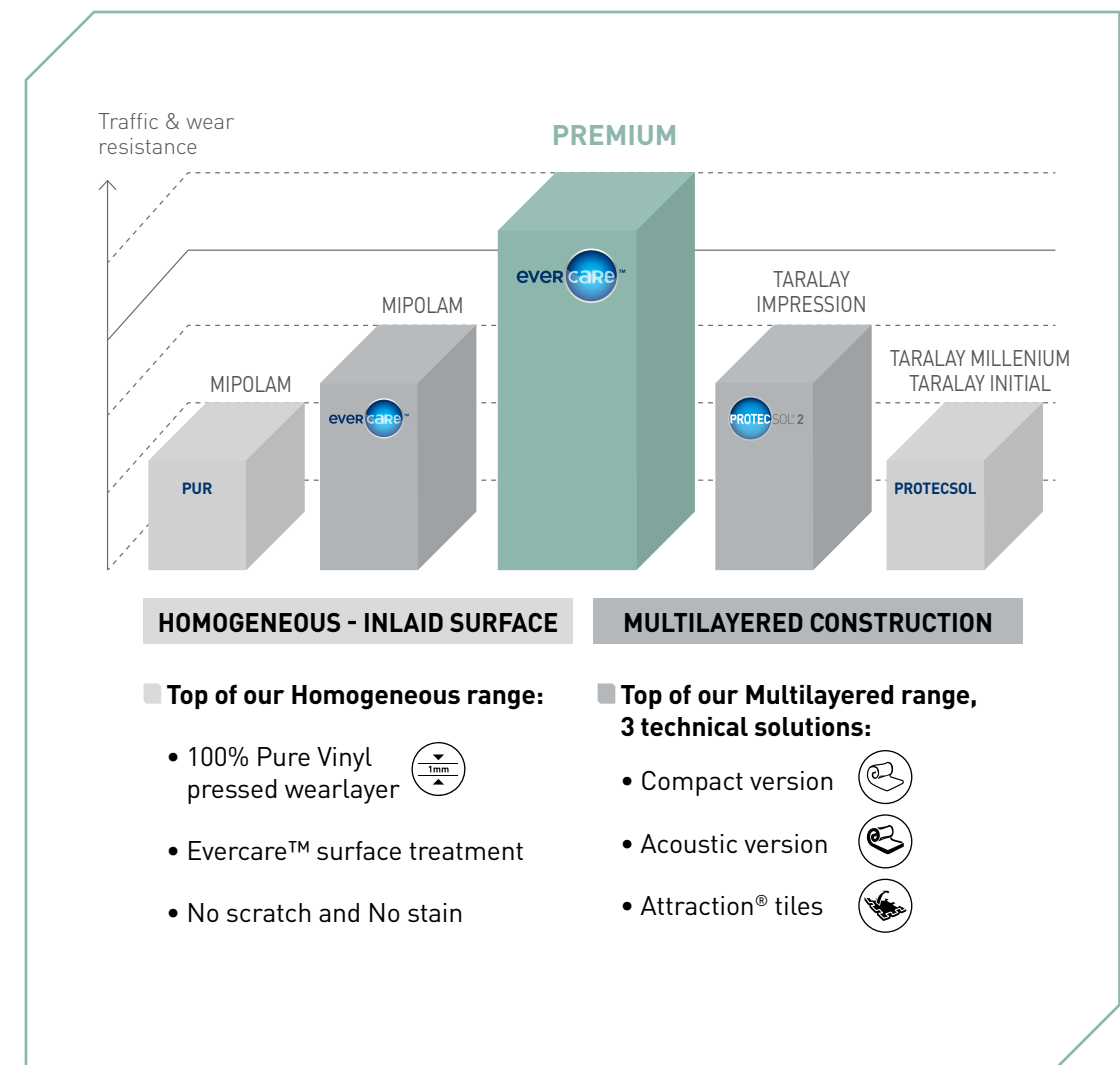 Traffic & wear
resistance
PREMIUM
everCaRe™
MIPOLAM
everCaRe™
MIPOLAM
PUR
TARALAY
IMPRESSION
PROTECSOL® 2
TARALAY MILLENIUM
TARALAY INITIAL
PROTECSOL
HOMOGENEOUS - INLAID SURFACE
Top of our Homogeneous range:
• 100% Pure Vinyl
pressed wearlayer
1mm
• Evercare™ surface treatment
• No scratch and No stain
MULTILAYERED CONSTRUCTION
Top of our Multilayered range,
3 technical solutions:
• Compact version
• Acoustic version
• Attraction® tiles